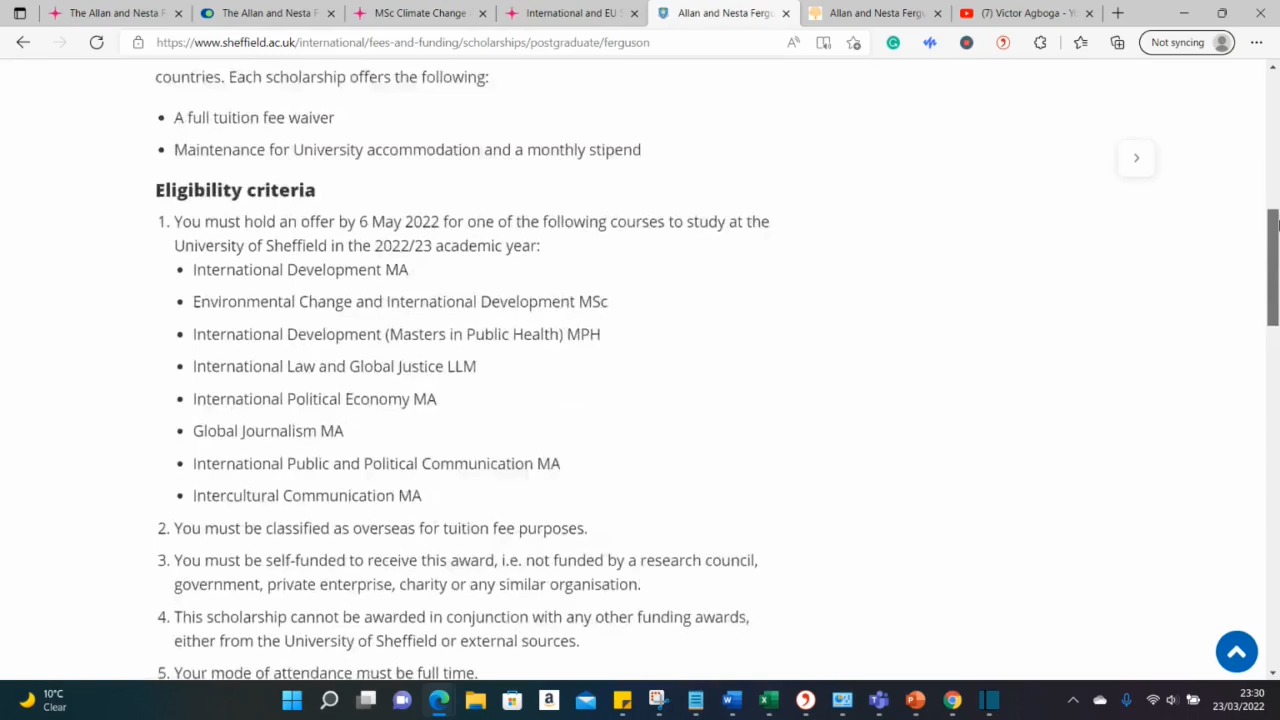 The Allan and Nesta F
The Allan and Nesta F
MSc Climate Change
International and EU
Allan and Nesta Fergu
Allan and Nesta Fergu
(7) Victor Agboga - Y
https://www.sheffield.ac.uk/international/fees-and-funding/scholarships/postgraduate/ferguson
Not syncing
countries. Each scholarship offers the following:
• A full tuition fee waiver
• Maintenance for University accommodation and a monthly stipend
Eligibility criteria
1. You must hold an offer by 6 May 2022 for one of the following courses to study at the
University of Sheffield in the 2022/23 academic year:
• International Development MA
• Environmental Change and International Development MSc
• International Development (Masters in Public Health) MPH
• International Law and Global Justice LLM
• International Political Economy MA
• Global Journalism MA
• International Public and Political Communication MA
• Intercultural Communication MA
2. You must be classified as overseas for tuition fee purposes.
3. You must be self-funded to receive this award, i.e. not funded by a research council,
government, private enterprise, charity or any similar organisation.
4. This scholarship cannot be awarded in conjunction with any other funding awards,
either from the University of Sheffield or external sources.
5. Your mode of attendance must be full time.
10°C
Clear
23:30
23/03/2022